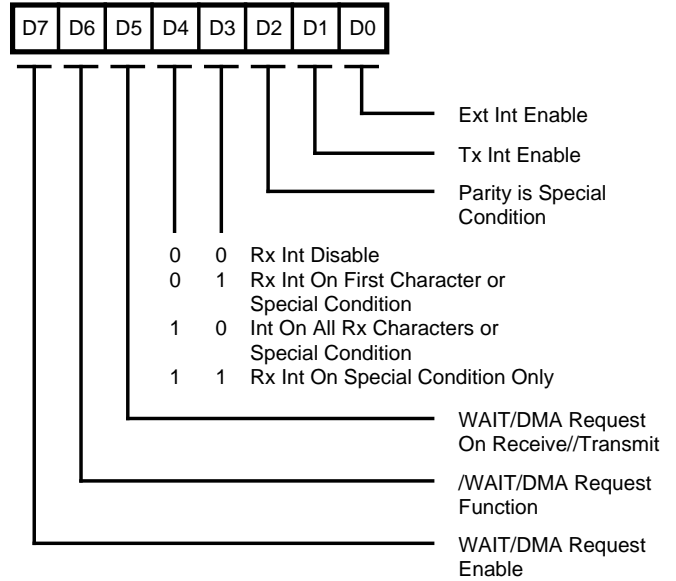 D7 D6 D5 D4 D3 D2 D1 D0
Ext Int Enable
Tx Int Enable
Parity is Special
Condition
0 0 Rx Int Disable
0 1 Rx Int On First Character or
Special Condition
1 0 Int On All Rx Characters or
Special Condition
1 1 Rx Int On Special Condition Only
WAIT/DMA Request
On Receive//Transmit
/WAIT/DMA Request
Function
WAIT/DMA Request
Enable